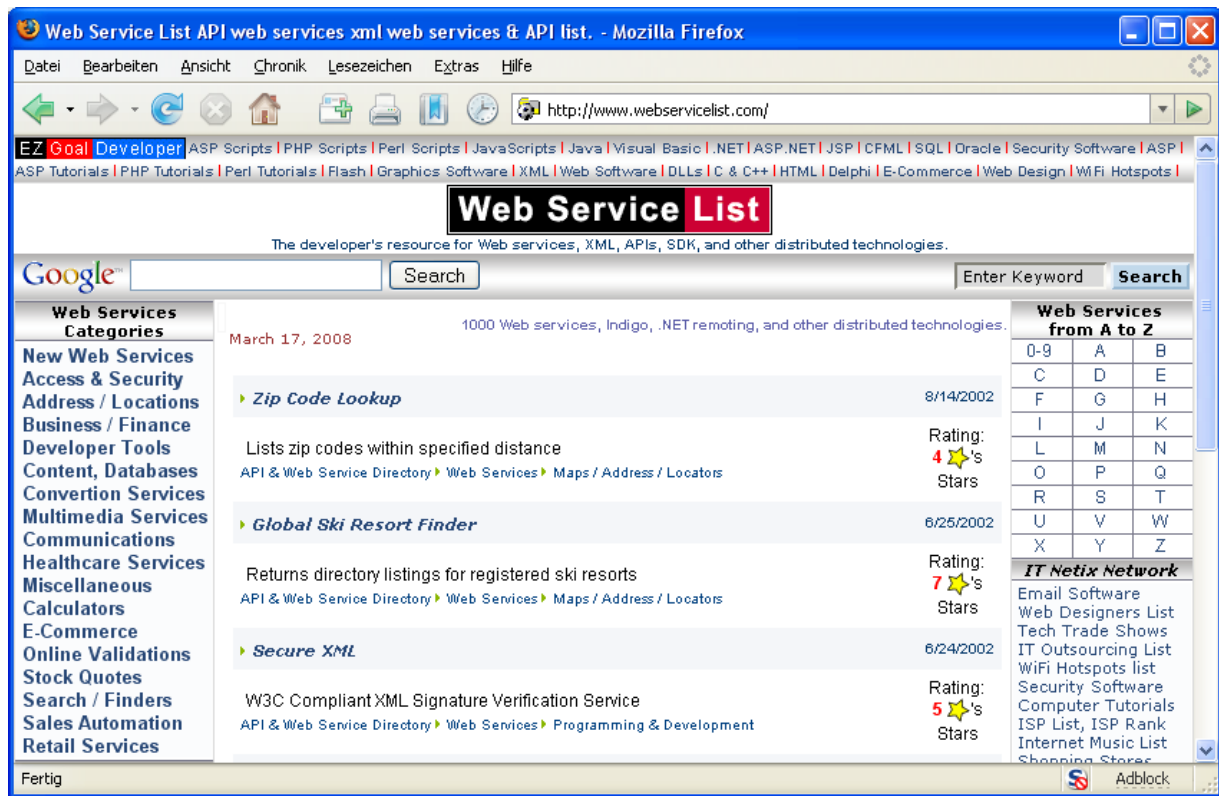 Web Service List API web services xml web services & API list. - Mozilla Firefox
Datei Bearbeiten Ansicht Chronik Lesezeichen Extras Hilfe
http://www.webservicelist.com/
EZ Goal Developer ASP Scripts | PHP Scripts | Perl Scripts | JavaScripts | Java | Visual Basic | .NET | ASP.NET | JSP | CFML | SQL | Oracle | Security Software | ASP |
ASP Tutorials | PHP Tutorials | Perl Tutorials | Flash | Graphics Software | XML | Web Software | DLLs | C & C++ | HTML | Delphi | E-Commerce | Web Design | WiFi Hotspots |
Web Service List
The developer's resource for Web services, XML, APIs, SDK, and other distributed technologies.
Google™ Search Enter Keyword Search
Web Services
Categories
New Web Services
Access & Security
Address / Locations
Business / Finance
Developer Tools
Content, Databases
Convertion Services
Multimedia Services
Communications
Healthcare Services
Miscellaneous
Calculators
E-Commerce
Online Validations
Stock Quotes
Search / Finders
Sales Automation
Retail Services
March 17, 2008
1000 Web services, Indigo, .NET remoting, and other distributed technologies.
Zip Code Lookup 8/14/2002
Lists zip codes within specified distance
API & Web Service Directory Web Services Maps / Address / Locators
Rating:
4 's
Stars
Global Ski Resort Finder 6/25/2002
Returns directory listings for registered ski resorts
API & Web Service Directory Web Services Maps / Address / Locators
Rating:
7 's
Stars
Secure XML 6/24/2002
W3C Compliant XML Signature Verification Service
API & Web Service Directory Web Services Programming & Development
Rating:
5 's
Stars
Web Services
from A to Z
0-9 A B
C D E
F G H
I J K
L M N
O P Q
R S T
U V W
X Y Z
IT Netix Network
Email Software
Web Designers List
Tech Trade Shows
IT Outsourcing List
WiFi Hotspots list
Security Software
Computer Tutorials
ISP List, ISP Rank
Internet Music List
Shopping Stores
Fertig Adblock